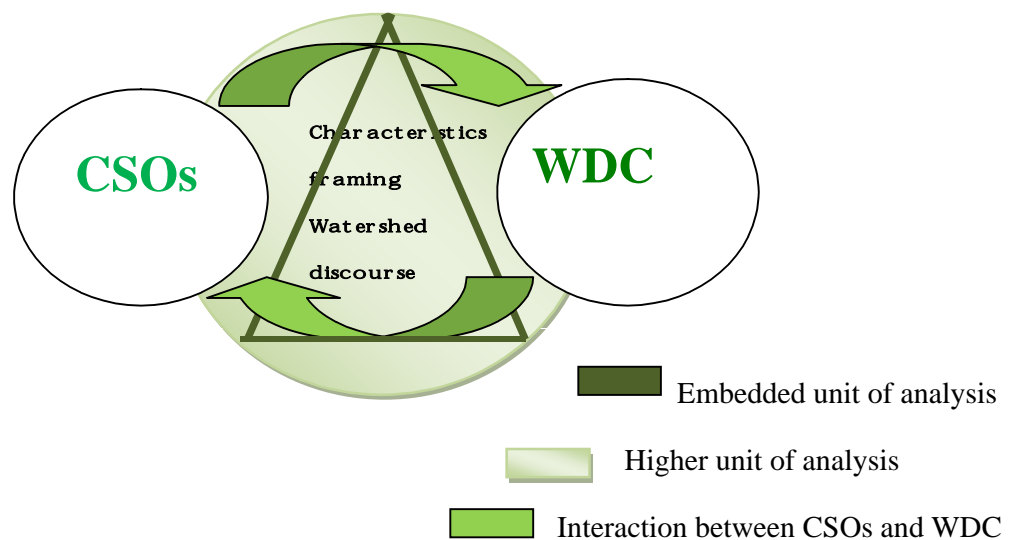 CSOs
WDC
Characteristics
framing
Watershed
discourse
Embedded unit of analysis
Higher unit of analysis
Interaction between CSOs and WDC